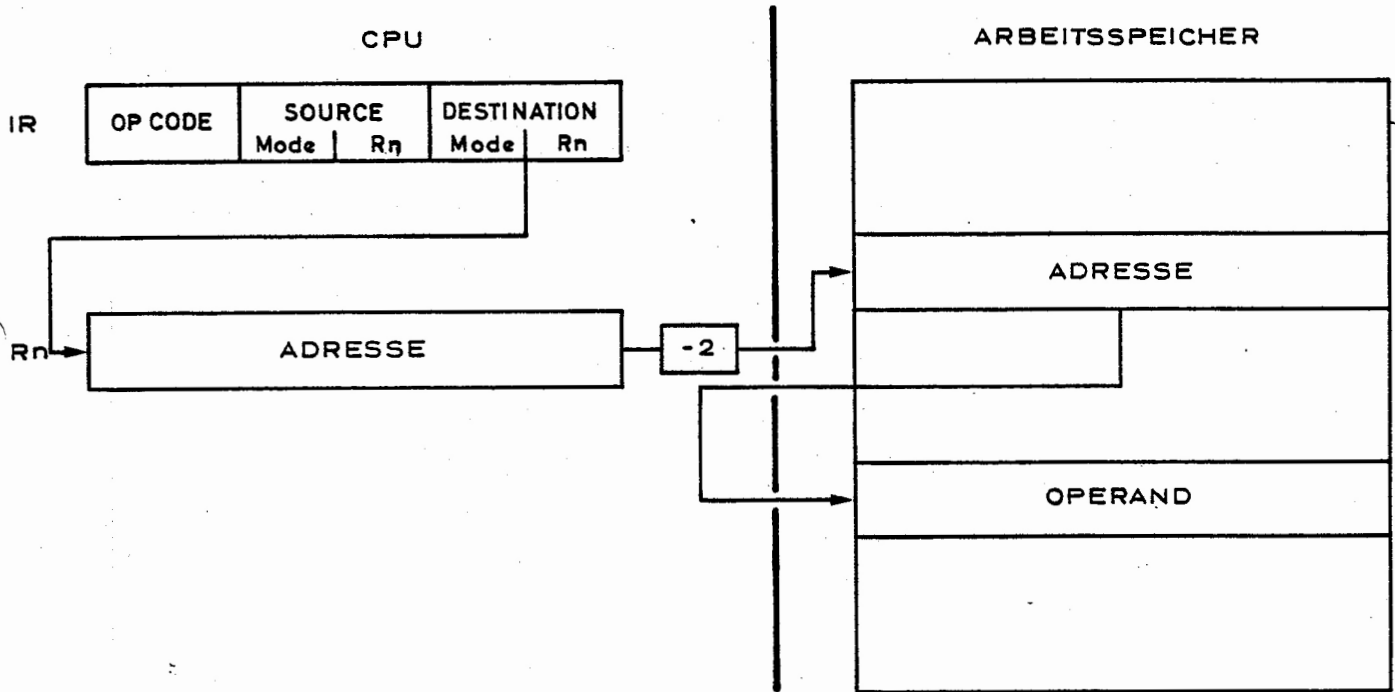 CPU
ARBEITSSPEICHER
IR
OP CODE
SOURCE
DESTINATION
Mode
Rn
Mode
Rn
ADRESSE
Rn
ADRESSE
-2
OPERAND